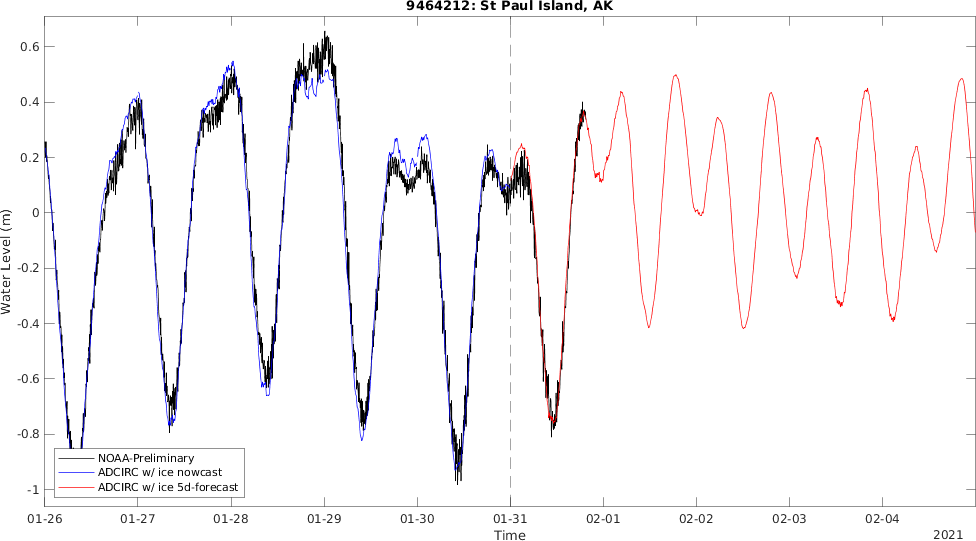 9464212: St Paul Island, AK
Water Level (m)
0.6
0.4
0.2
0
-0.2
-0.4
-0.6
-0.8
-1
NOAA-Preliminary
ADCIRC w/ ice nowcast
ADCIRC w/ ice 5d-forecast
01-26 01-27 01-28 01-29 01-30 01-31 02-01 02-02 02-03 02-04
Time
2021